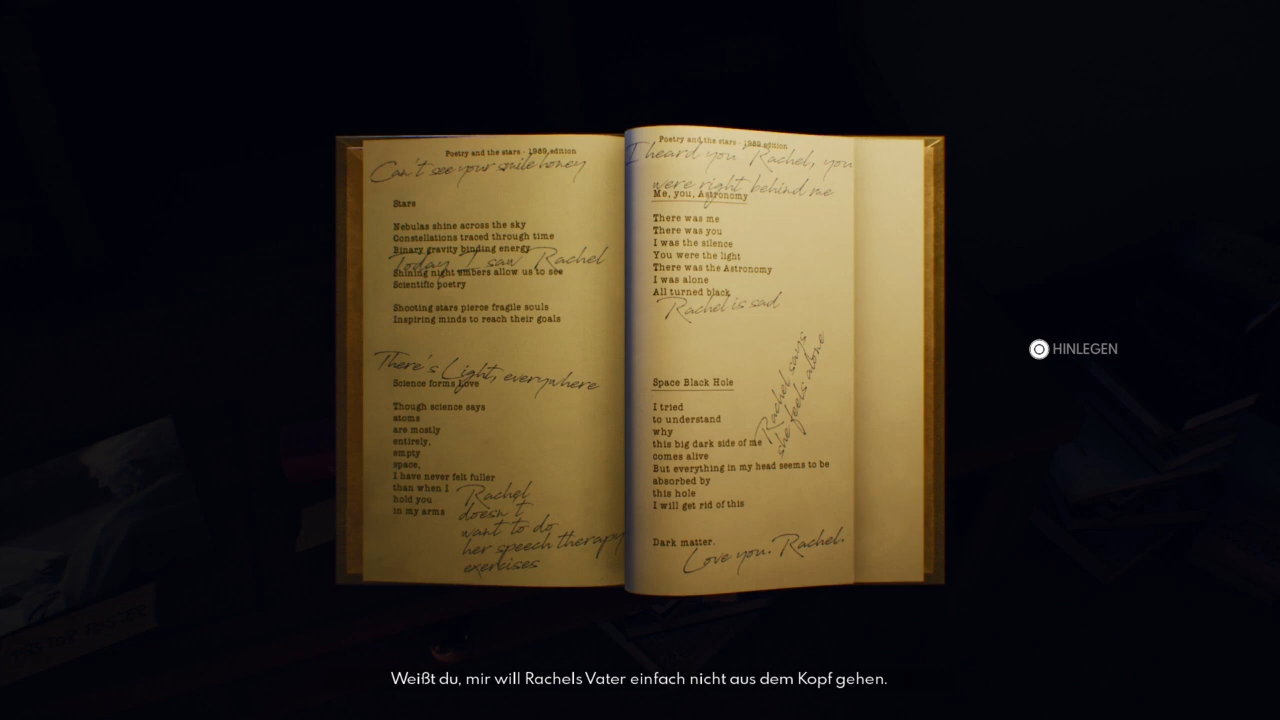 Poetry and the stars - 1989 edition
Can't see your smile honey
Stars
Nebulas shine across the sky
Constellations traced through time
Binary gravity binding energy
Today I saw Rachel
Shining night embers allow us to see
Scientific poetry
Shooting stars pierce fragile souls
Inspiring minds to reach their goals
There's Light, everywhere
Science forms Love
Though science says
atoms
are mostly
entirely,
empty
space,
I have never felt fuller
than when I
hold you
in my arms
Rachel
doesn't
want to do
her speech therapy
exercises
Poetry and the stars - 1989 edition
I heard you Rachel, you
were right behind me
Me, you, Astronomy
There was me
There was you
I was the silence
You were the light
There was the Astronomy
I was alone
All turned black
Rachel is sad
Rachel says
she feels alone
Space Black Hole
I tried
to understand
why
this big dark side of me
comes alive
But everything in my head seems to be
absorbed by
this hole
I will get rid of this
Dark matter.
Love you. Rachel.
HINLEGEN
Weißt du, mir will Rachels Vater einfach nicht aus dem Kopf gehen.